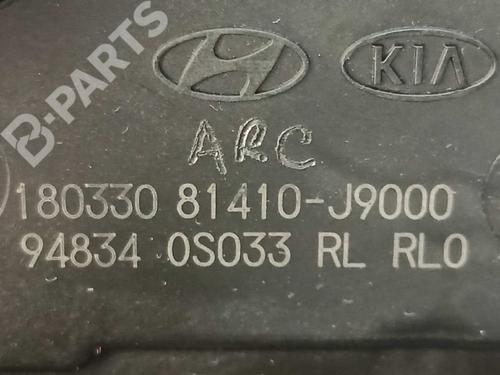 B-PARTS
KIA
ARC
180330 81410-J9000
94834 0S033 RL RL0